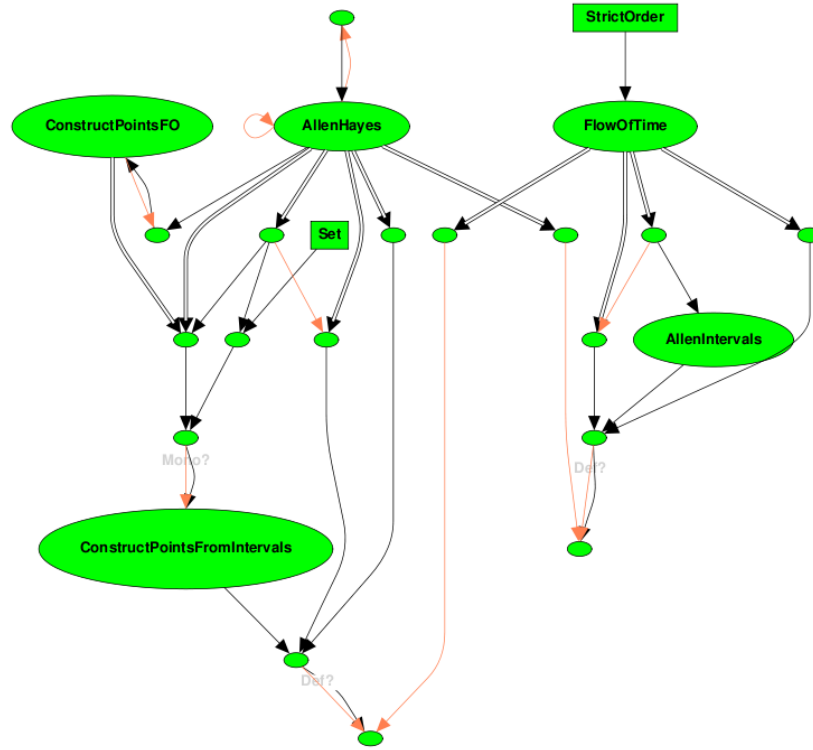 StrictOrder
ConstructPointsFO
AllenHayes
FlowOfTime
Set
AllenIntervals
Mono?
Def?
ConstructPointsFromIntervals
Def?